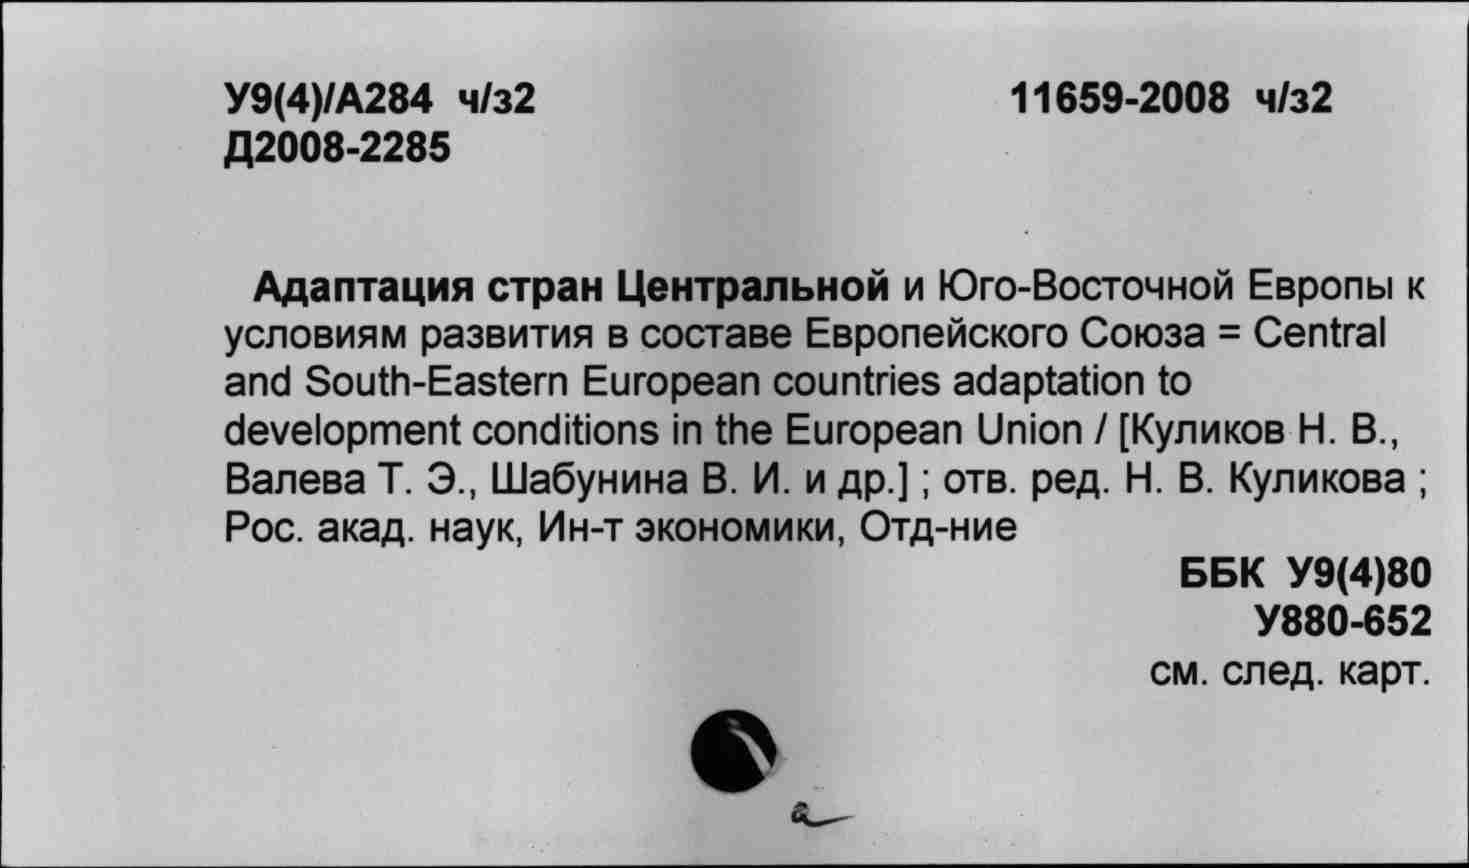 У9(4)/А284 ч/з2 11659-2008 ч/з2
Д2008-2285
Адаптация стран Центральной и Юго-Восточной Европы к
условиям развития в составе Европейского Союза = Central
and South-Eastern European countries adaptation to
development conditions in the European Union / [Куликов Н. В.,
Валева Т. Э., Шабунина В. И. и др.] ; отв. ред. Н. В. Куликова ;
Рос. акад. наук, Ин-т экономики, Отд-ние
ББК У9(4)80
У880-652
см. след. карт.